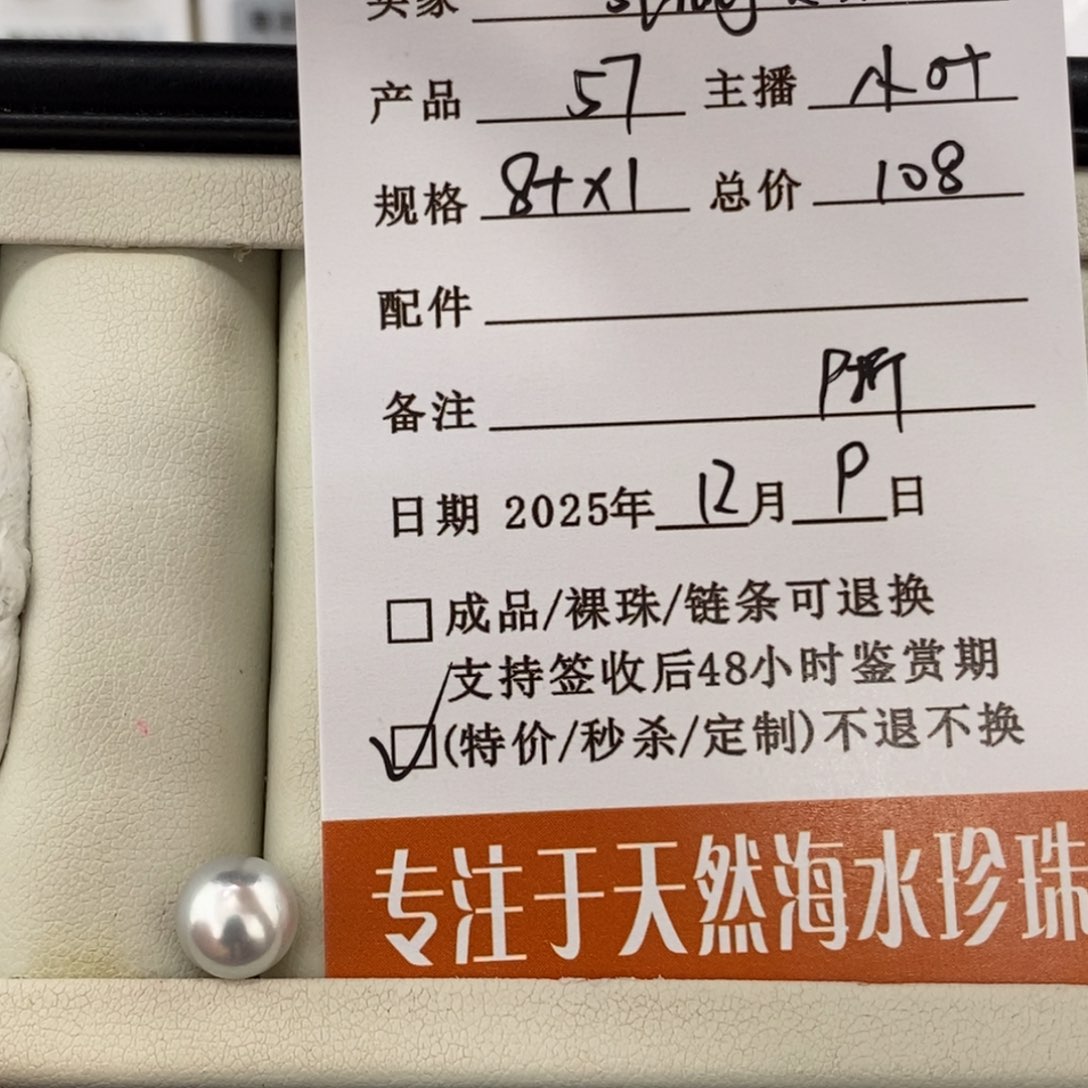 卖家
产品 57 主播
规格 8+x1 总价 108
配件
备注
日期 2025年 12 月 P 日
成品/裸珠/链条可退换
支持签收后48小时鉴赏期
(特价/秒杀/定制)不退不换
专注于天然海水珍珠